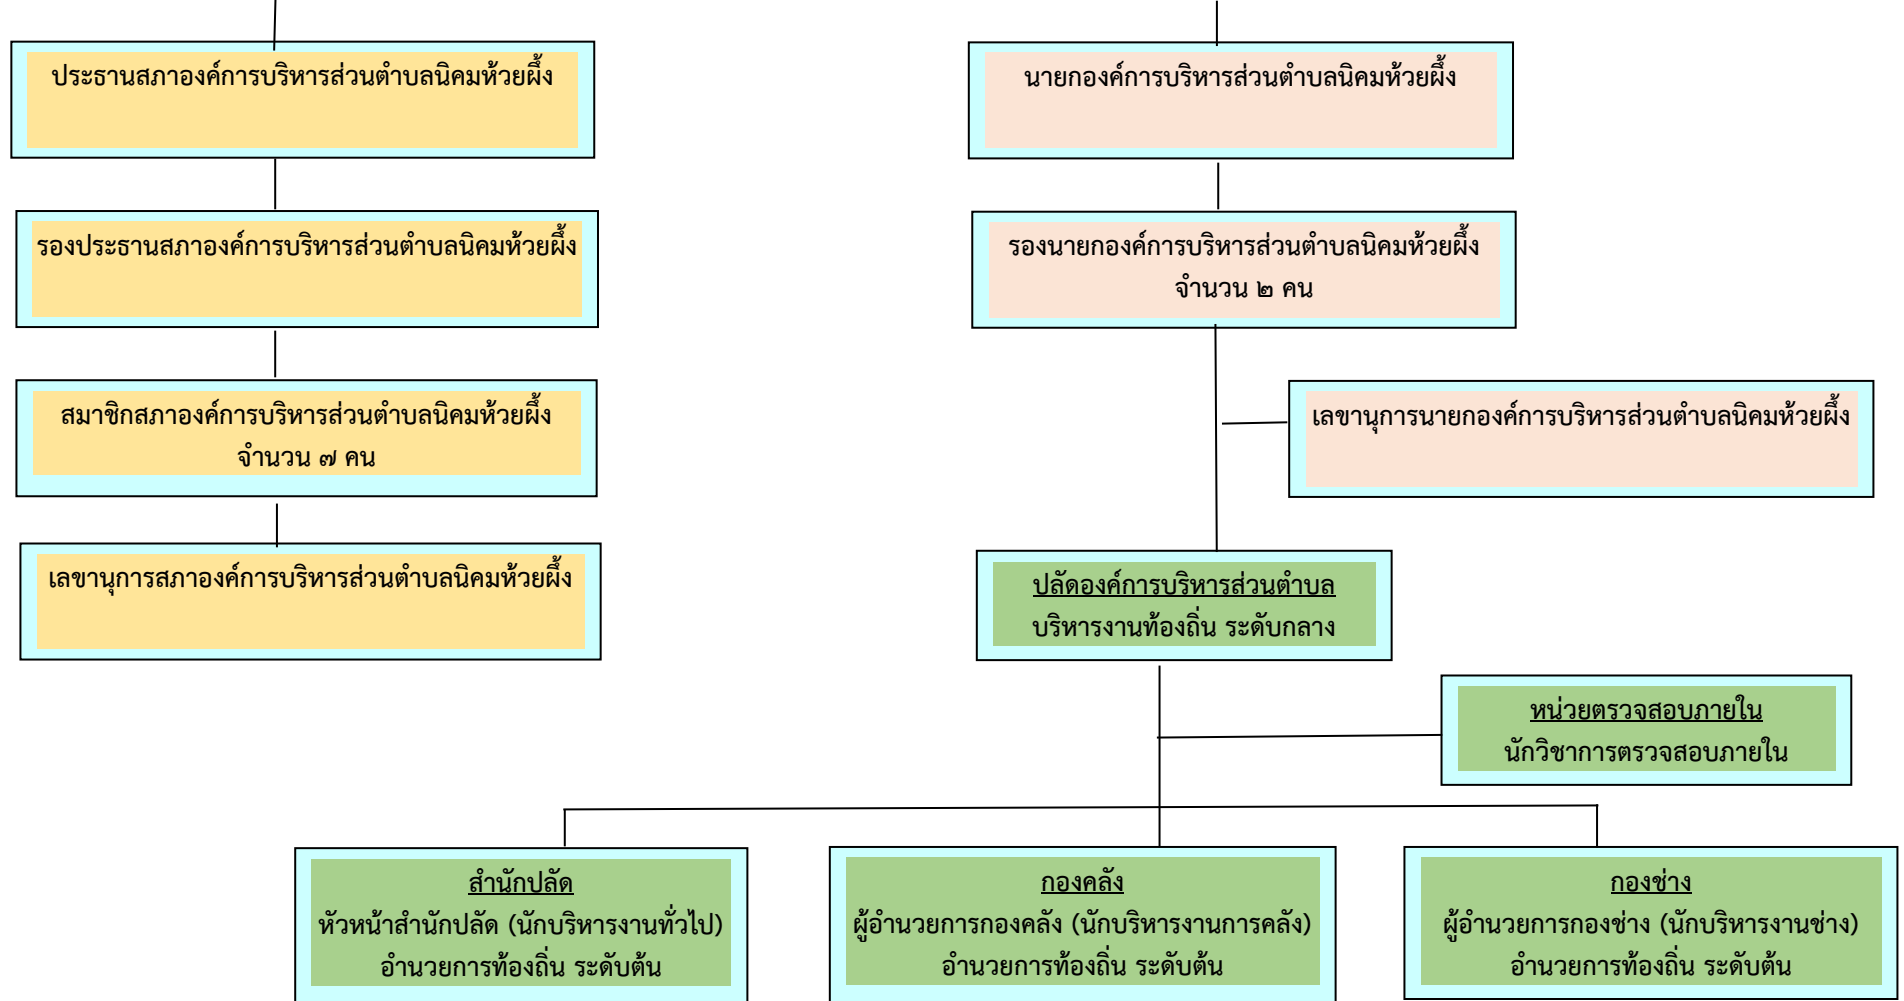 ประธานสภาองค์การบริหารส่วนตำบลนิคมห้วยผึ้ง
รองประธานสภาองค์การบริหารส่วนตำบลนิคมห้วยผึ้ง
สมาชิกสภาองค์การบริหารส่วนตำบลนิคมห้วยผึ้ง
จำนวน ๗ คน
เลขานุการสภาองค์การบริหารส่วนตำบลนิคมห้วยผึ้ง
นายกองค์การบริหารส่วนตำบลนิคมห้วยผึ้ง
รองนายกองค์การบริหารส่วนตำบลนิคมห้วยผึ้ง
จำนวน ๒ คน
เลขานุการนายกองค์การบริหารส่วนตำบลนิคมห้วยผึ้ง
ปลัดองค์การบริหารส่วนตำบล
บริหารงานท้องถิ่น ระดับกลาง
หน่วยตรวจสอบภายใน
นักวิชาการตรวจสอบภายใน
สำนักปลัด
หัวหน้าสำนักปลัด (นักบริหารงานทั่วไป)
อำนวยการท้องถิ่น ระดับต้น
กองคลัง
ผู้อำนวยการกองคลัง (นักบริหารงานการคลัง)
อำนวยการท้องถิ่น ระดับต้น
กองช่าง
ผู้อำนวยการกองช่าง (นักบริหารงานช่าง)
อำนวยการท้องถิ่น ระดับต้น